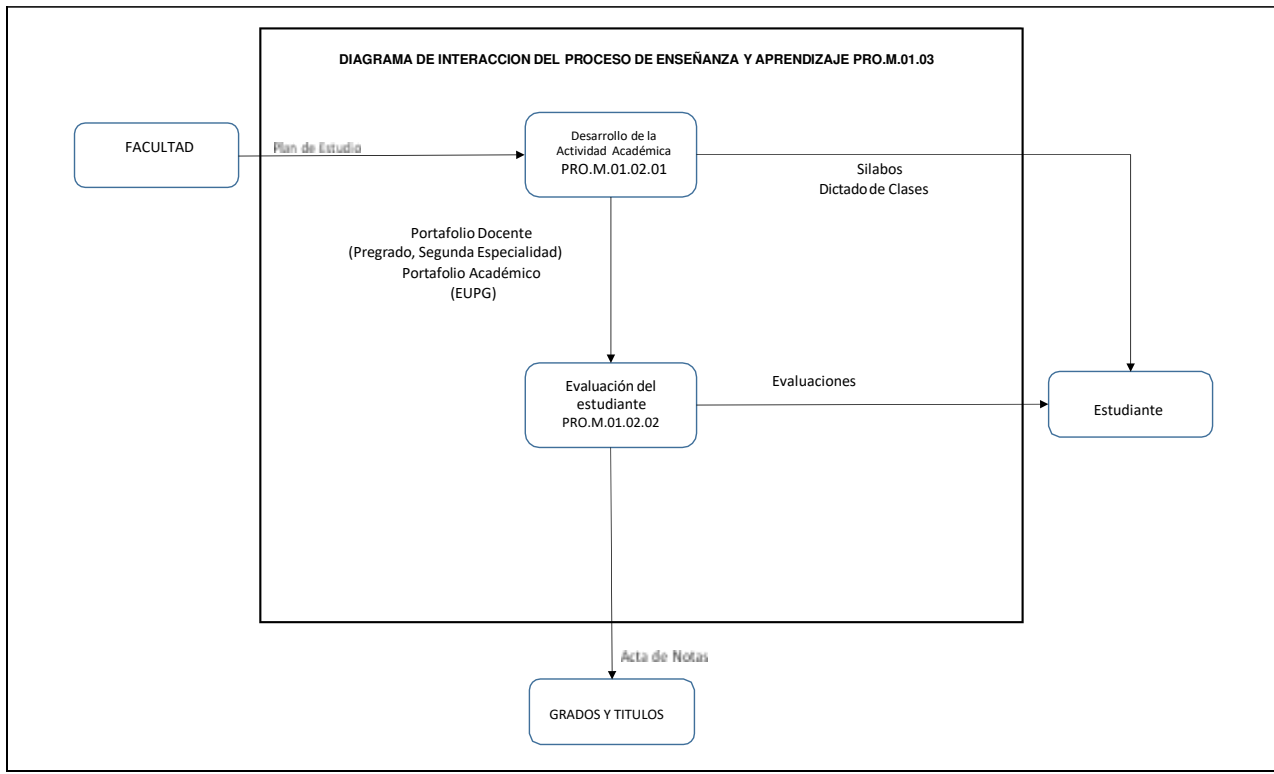 DIAGRAMA DE INTERACCION DEL PROCESO DE ENSEÑANZA Y APRENDIZAJE PRO.M.01.03
FACULTAD
Plan de Estudio
Desarrollo de la
Actividad Académica
PRO.M.01.02.01
Silabos
Dictado de Clases
Portafolio Docente
(Pregrado, Segunda Especialidad)
Portafolio Académico
(EUPG)
Evaluación del
estudiante
PRO.M.01.02.02
Evaluaciones
Estudiante
Acta de Notas
GRADOS Y TITULOS